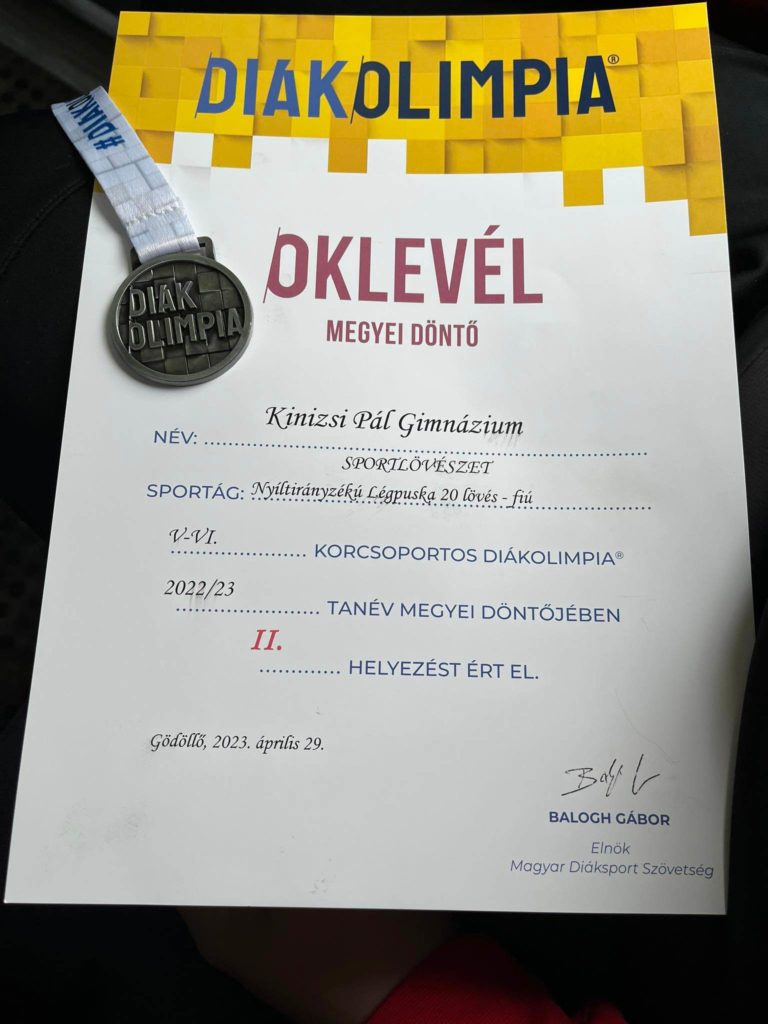 DIÁKOLIMPIA®
#DIÁKO
DIÁK
OLIMPIA
OKLEVÉL
MEGYEI DÖNTŐ
Kinizsi Pál Gimnázium
NÉV: ........................
SPORTLÖVÉSZET
SPORTÁG: Nyíltirányzékú Légpuska 20 lövés - fiú
V-VI. KORCSOPORTOS DIÁKOLIMPIA®
2022/23 TANÉV MEGYEI DÖNTŐJÉBEN
II. HELYEZÉST ÉRT EL.
Gödöllő, 2023. április 29.
BALOGH GÁBOR
Elnök
Magyar Diáksport Szövetség